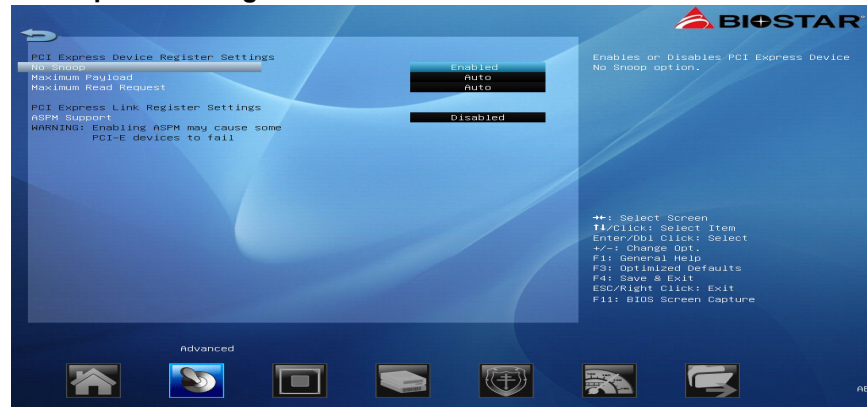 BIOSTAR
PCI Express Device Register Settings
No Snoop Enabled
Maximum Payload Auto
Maximum Read Request Auto
PCI Express Link Register Settings
ASPM Support Disabled
WARNING: Enabling ASPM may cause some
PCI-E devices to fail
Enables or Disables PCI Express Device
No Snoop option.
→←: Select Screen
↑↓/Click: Select Item
Enter/Dbl Click: Select
+/-: Change Opt.
F1: General Help
F3: Optimized Defaults
F4: Save & Exit
ESC/Right Click: Exit
F11: BIOS Screen Capture
Advanced